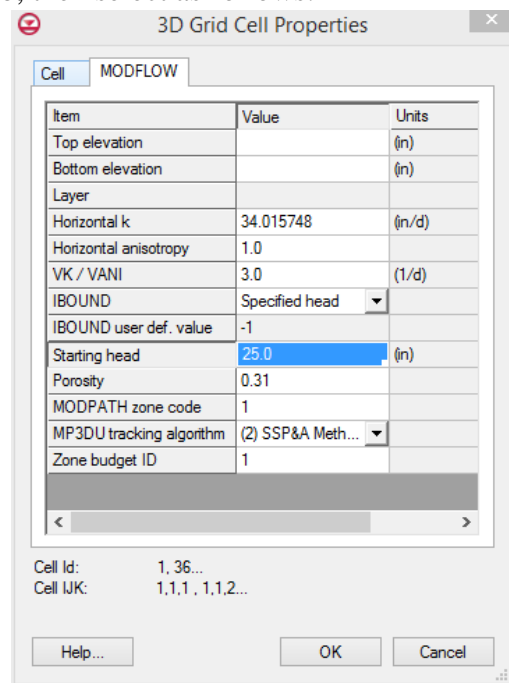 3D Grid Cell Properties
Cell MODFLOW
Item Value Units
Top elevation (in)
Bottom elevation (in)
Layer
Horizontal k 34.015748 (in/d)
Horizontal anisotropy 1.0
VK / VANI 3.0 (1/d)
IBOUND Specified head
IBOUND user def. value -1
Starting head 25.0 (in)
Porosity 0.31
MODPATH zone code 1
MP3DU tracking algorithm (2) SSP&A Meth...
Zone budget ID 1
Cell Id: 1, 36...
Cell IJK: 1,1,1 , 1,1,2...
Help... OK Cancel